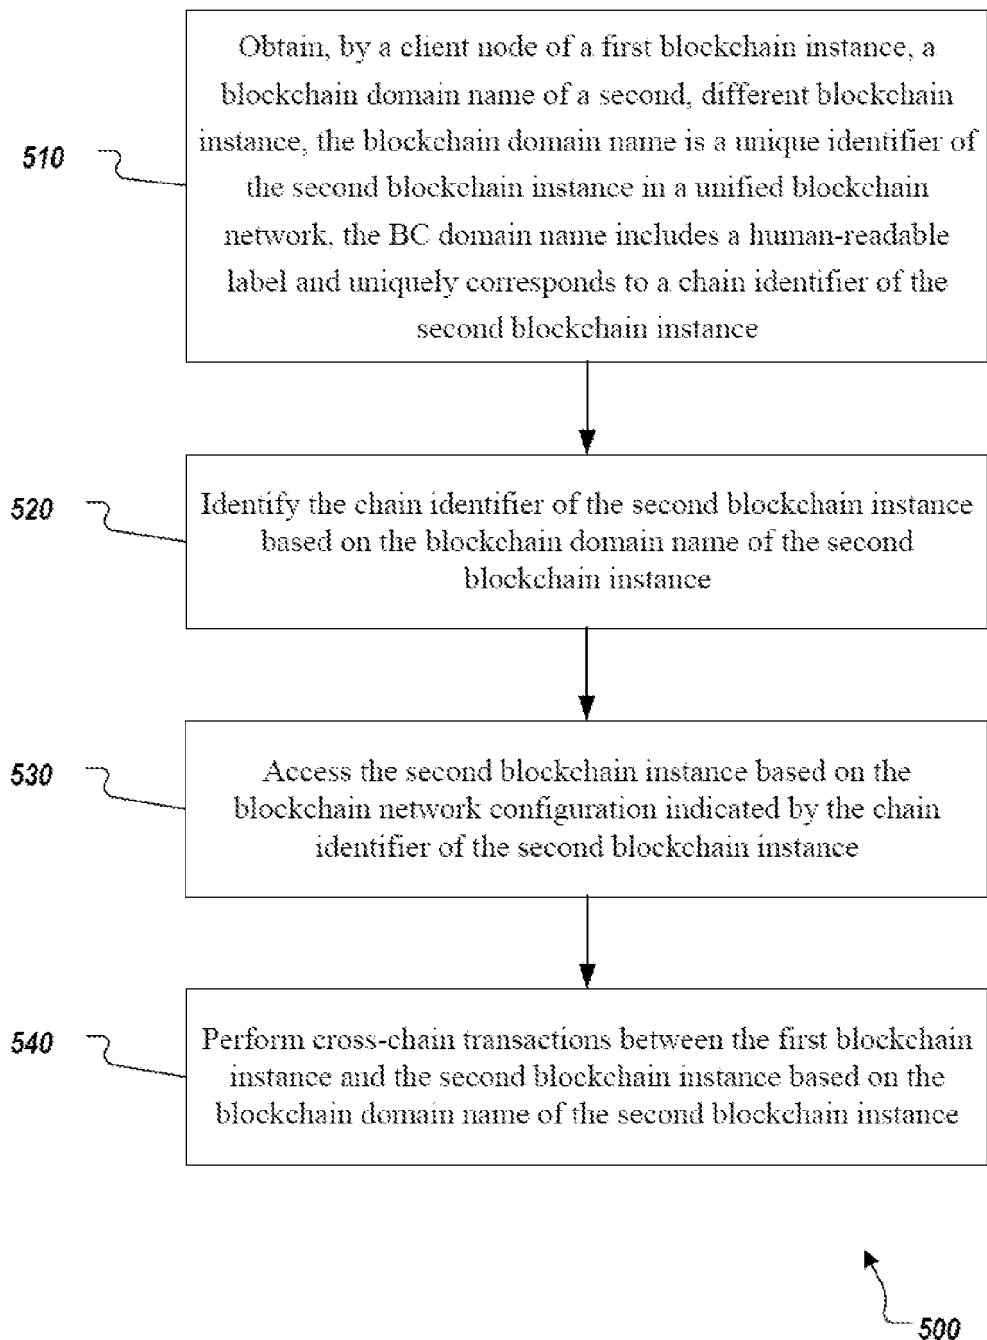 Obtain, by a client node of a first blockchain instance, a
blockchain domain name of a second, different blockchain
instance, the blockchain domain name is a unique identifier of
the second blockchain instance in a unified blockchain
network, the BC domain name includes a human-readable
label and uniquely corresponds to a chain identifier of the
second blockchain instance
510
Identify the chain identifier of the second blockchain instance
based on the blockchain domain name of the second
blockchain instance
520
Access the second blockchain instance based on the
blockchain network configuration indicated by the chain
identifier of the second blockchain instance
530
Perform cross-chain transactions between the first blockchain
instance and the second blockchain instance based on the
blockchain domain name of the second blockchain instance
540
500